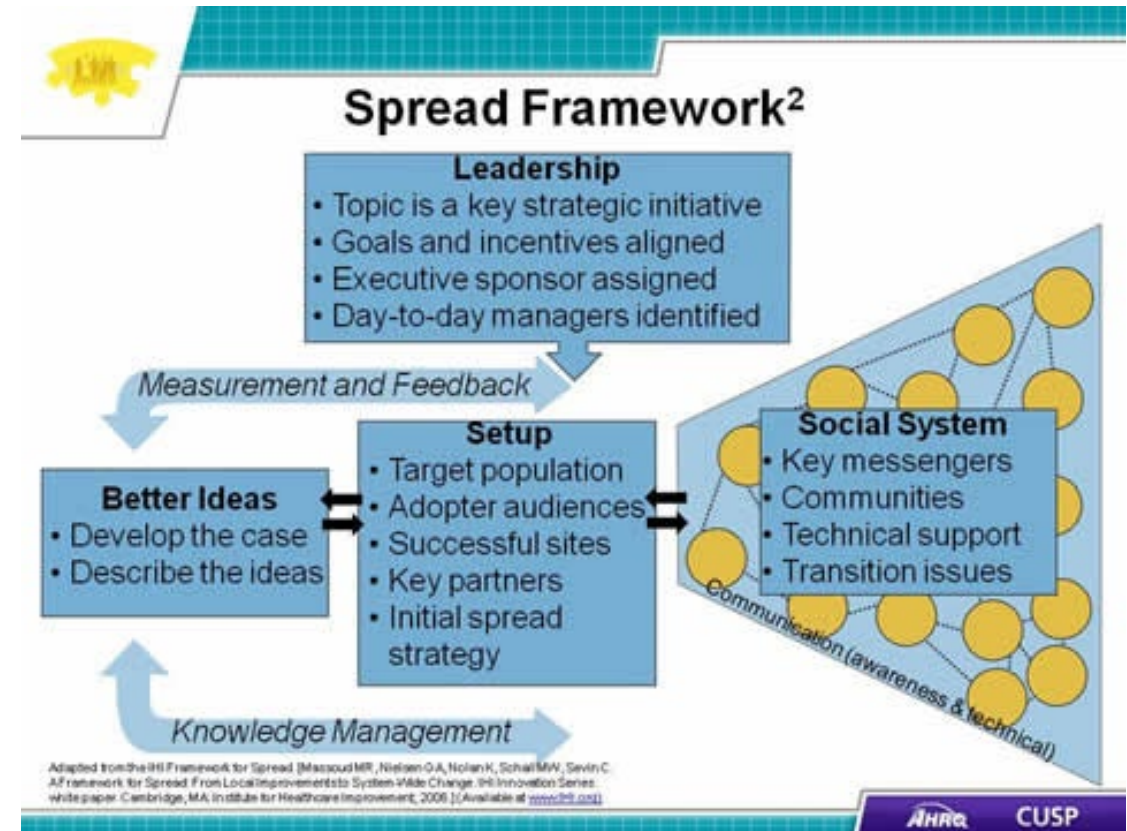 LIM
Spread Framework²
Leadership
• Topic is a key strategic initiative
• Goals and incentives aligned
• Executive sponsor assigned
• Day-to-day managers identified
Measurement and Feedback
Better Ideas
• Develop the case
• Describe the ideas
Setup
• Target population
• Adopter audiences
• Successful sites
• Key partners
• Initial spread
strategy
Social System
• Key messengers
• Communities
• Technical support
• Transition issues
Communication (awareness & technical)
Knowledge Management
Adapted from the IHI Framework for Spread. [Massoud MR, Nielsen GA, Nolan K, Schall MW, Sevin C.
A Framework for Spread: From Local Improvements to System-Wide Change. IHI Innovation Series
white paper. Cambridge, MA: Institute for Healthcare Improvement; 2006.] (Available at www.IHI.org)
AHRQ
CUSP